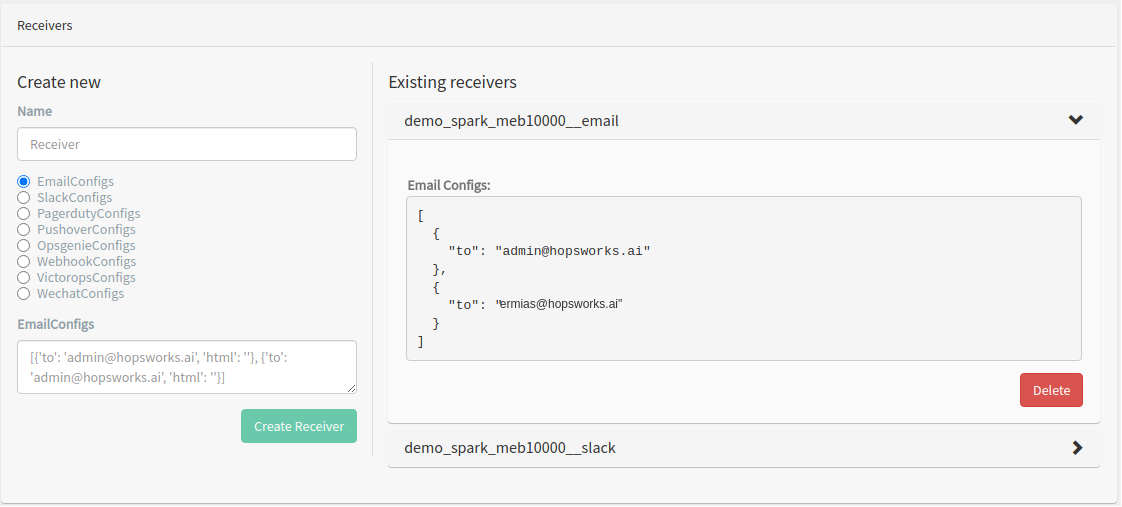 Receivers
Create new
Name
Receiver
EmailConfigs
SlackConfigs
PagerdutyConfigs
PushoverConfigs
OpsgenieConfigs
WebhookConfigs
VictoropsConfigs
WechatConfigs
EmailConfigs
[{'to': 'admin@hopsworks.ai', 'html': ''}, {'to':
'admin@hopsworks.ai', 'html': ''}]
Create Receiver
Existing receivers
demo_spark_meb10000__email
Email Configs:
[
{
"to": "admin@hopsworks.ai"
},
{
"to": "ermias@hopsworks.ai"
}
]
Delete
demo_spark_meb10000__slack